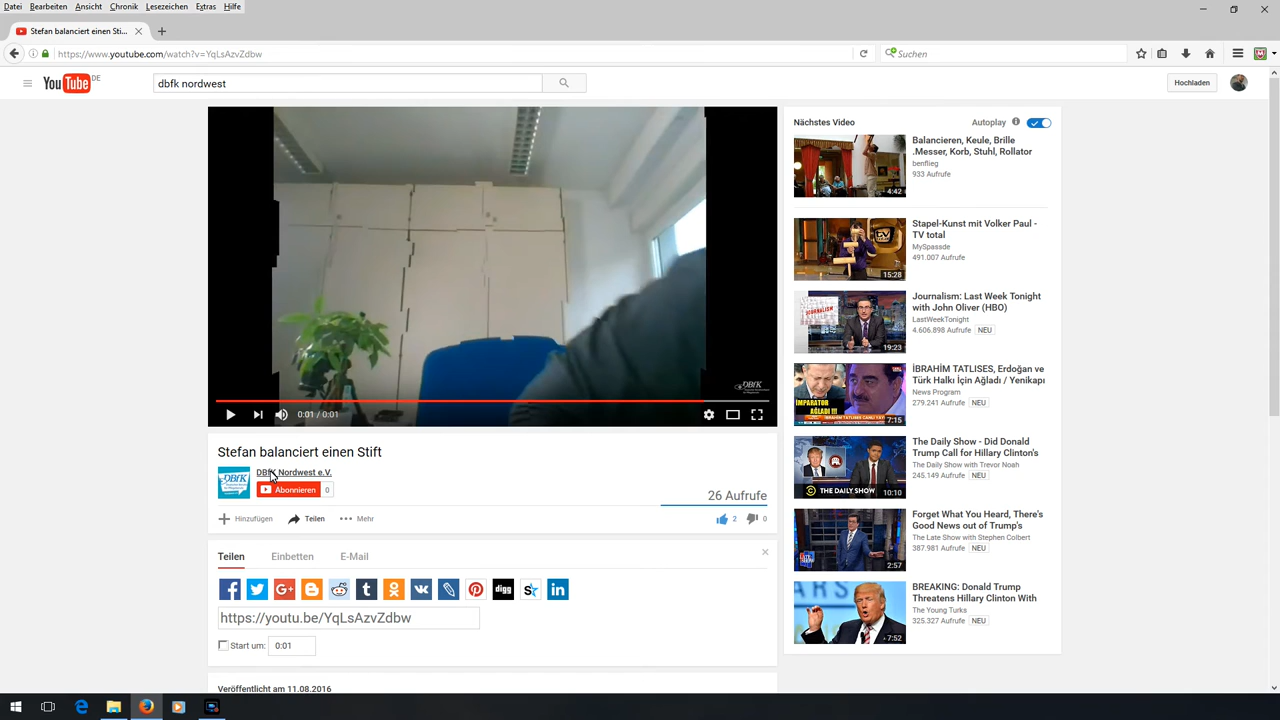 Datei Bearbeiten Ansicht Chronik Lesezeichen Extras Hilfe
Stefan balanciert einen Sti...
https://www.youtube.com/watch?v=YqLsAzvZdbw
Suchen
YouTube DE
dbfk nordwest
Hochladen
DBfK
0:01 / 0:01
Stefan balanciert einen Stift
DBfK Nordwest e.V.
Abonnieren 0
26 Aufrufe
Hinzufügen Teilen Mehr
2 0
Teilen Einbetten E-Mail
digg
https://youtu.be/YqLsAzvZdbw
Start um: 0:01
Veröffentlicht am 11.08.2016
Nächstes Video Autoplay
Balancieren, Keule, Brille
.Messer, Korb, Stuhl, Rollator
benflieg
933 Aufrufe
4:42
Stapel-Kunst mit Volker Paul -
TV total
MySpassde
491.007 Aufrufe
15:28
Journalism: Last Week Tonight
with John Oliver (HBO)
LastWeekTonight
4.606.898 Aufrufe NEU
19:23
İBRAHİM TATLISES, Erdoğan ve
Türk Halkı İçin Ağladı / Yenikapı
News Program
279.241 Aufrufe NEU
IMPARATOR
AĞLADI !!!
7:15
The Daily Show - Did Donald
Trump Call for Hillary Clinton's
The Daily Show with Trevor Noah
245.149 Aufrufe NEU
THE DAILY SHOW
10:10
Forget What You Heard, There's
Good News out of Trump's
The Late Show with Stephen Colbert
387.981 Aufrufe NEU
2:57
BREAKING: Donald Trump
Threatens Hillary Clinton With
The Young Turks
325.327 Aufrufe NEU
7:52